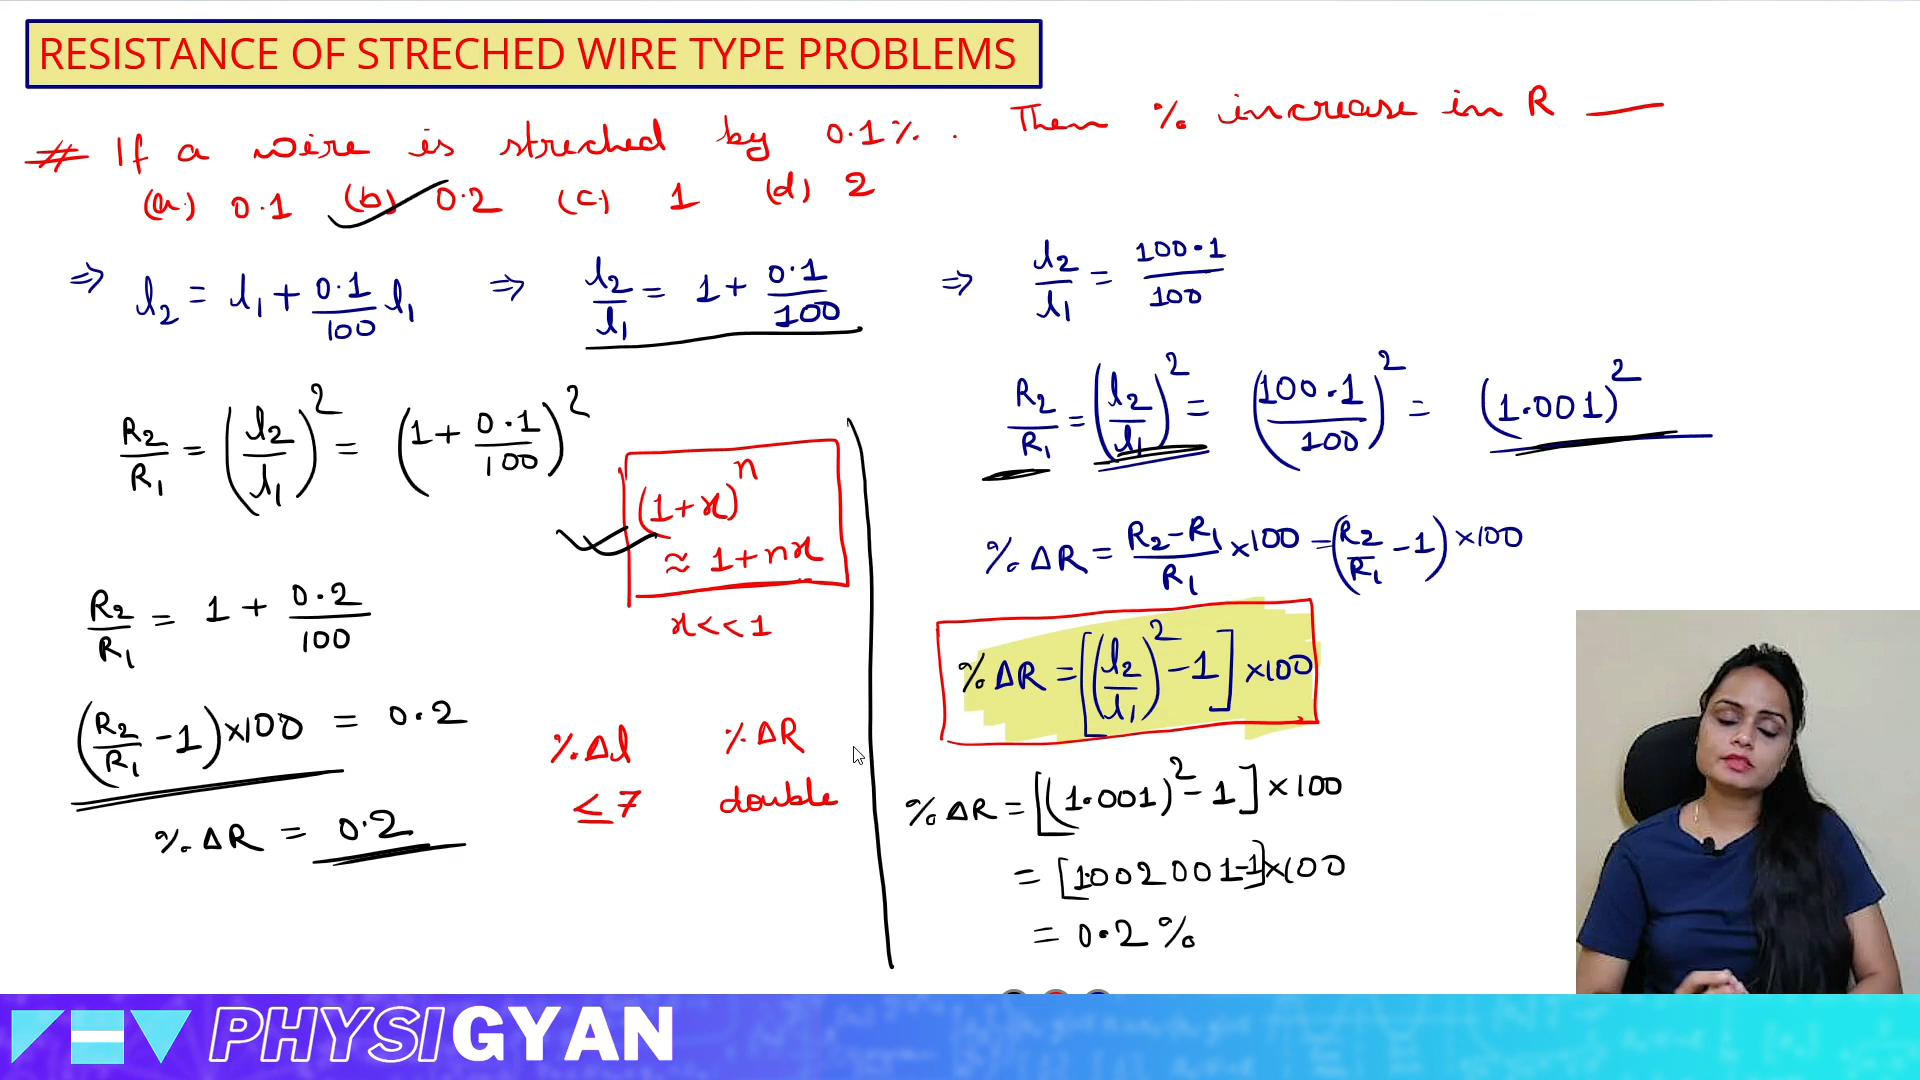 RESISTANCE OF STRECHED WIRE TYPE PROBLEMS
# If a wire is streched by 0.1%. Then % increase in R ___
(a) 0.1 (b) 0.2 (c) 1 (d) 2
⇒ l₂ = l₁ + 0.1/100 l₁ ⇒ l₂/l₁ = 1 + 0.1/100 ⇒ l₂/l₁ = 100.1/100
R₂/R₁ = (l₂/l₁)² = (1 + 0.1/100)²
(1+x)ⁿ
≈ 1+nx
x<<1
R₂/R₁ = 1 + 0.2/100
(R₂/R₁ - 1)×100 = 0.2
% ΔR = 0.2
% Δl % ΔR
≤ 7 double
R₂/R₁ = (l₂/l₁)² = (100.1/100)² = (1.001)²
% ΔR = R₂-R₁/R₁ ×100 = (R₂/R₁ - 1)×100
% ΔR = [(l₂/l₁)² - 1] ×100
% ΔR = [(1.001)² - 1] × 100
= [1.002001-1]×100
= 0.2 %
PHYSIGYAN